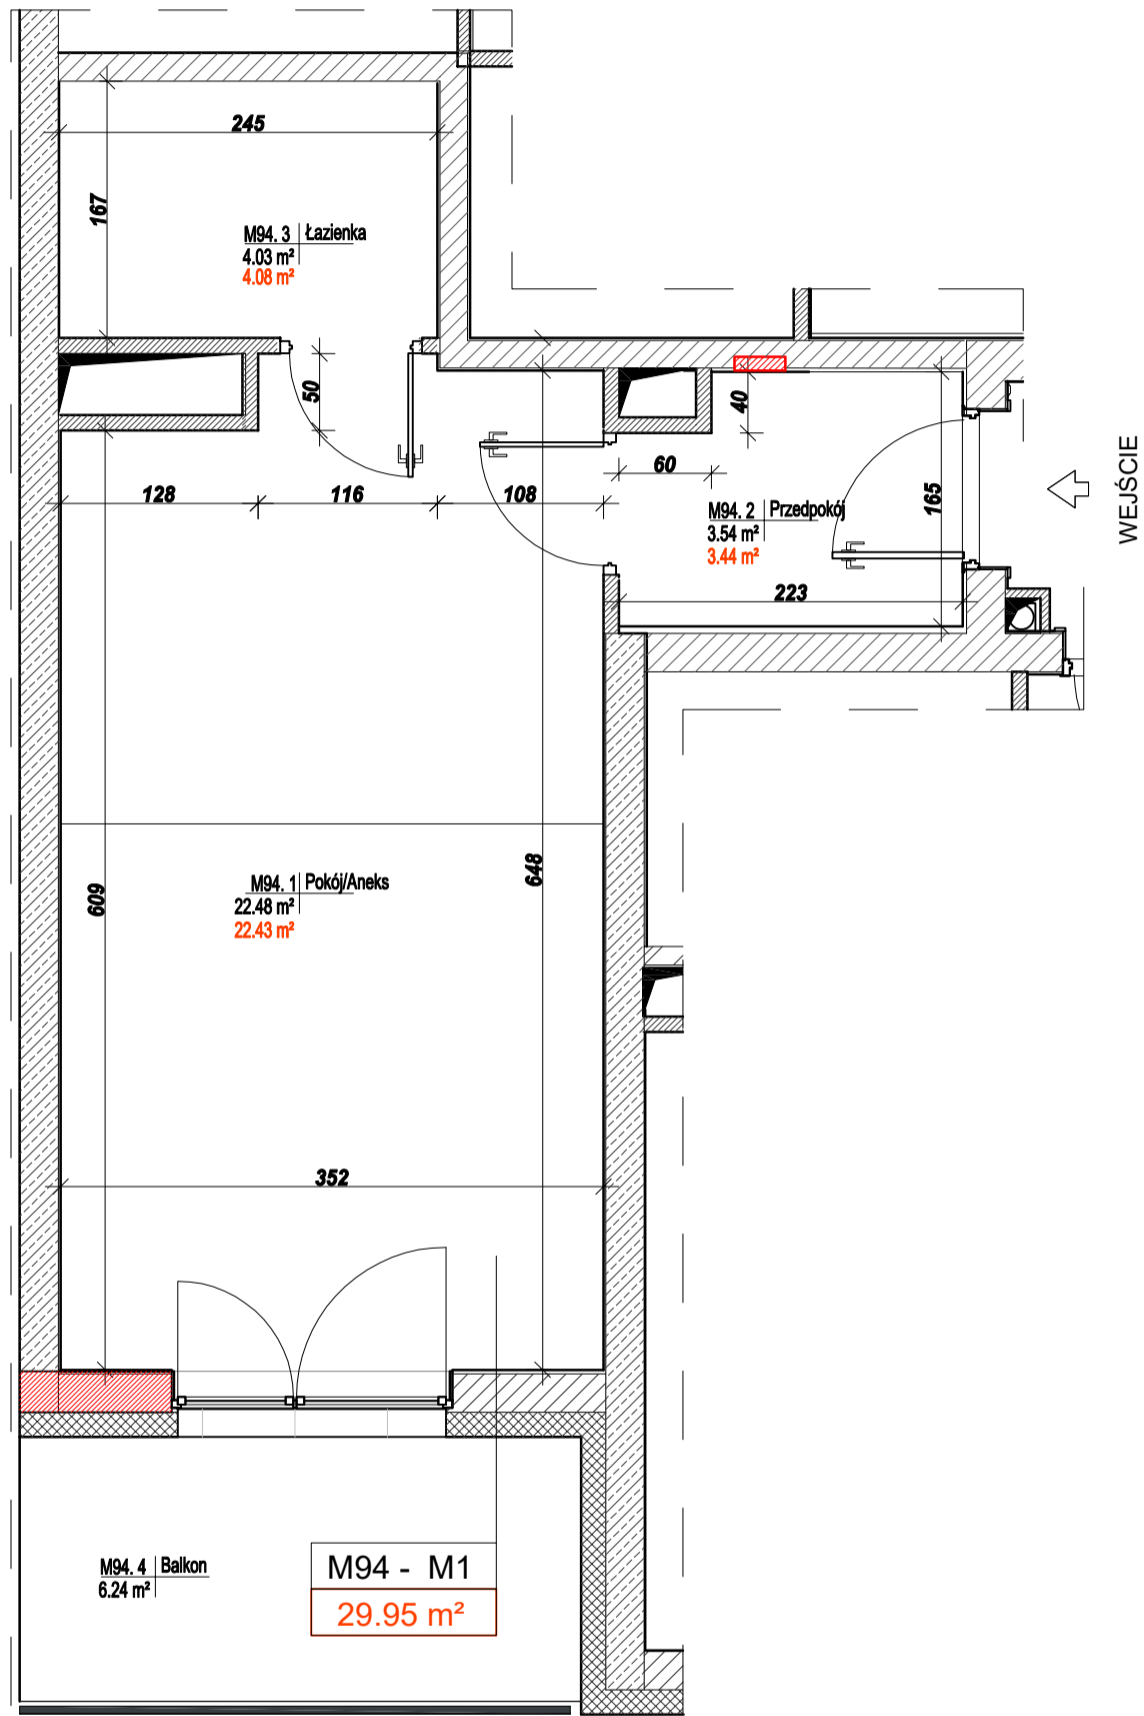 245
167
M94. 3 Łazienka
4.03 m²
4.08 m²
50
40
60
128
116
108
165
M94. 2 Przedpokój
3.54 m²
3.44 m²
223
WEJŚCIE
609
648
M94. 1 Pokój/Aneks
22.48 m²
22.43 m²
352
M94. 4 Balkon
6.24 m²
M94 - M1
29.95 m²